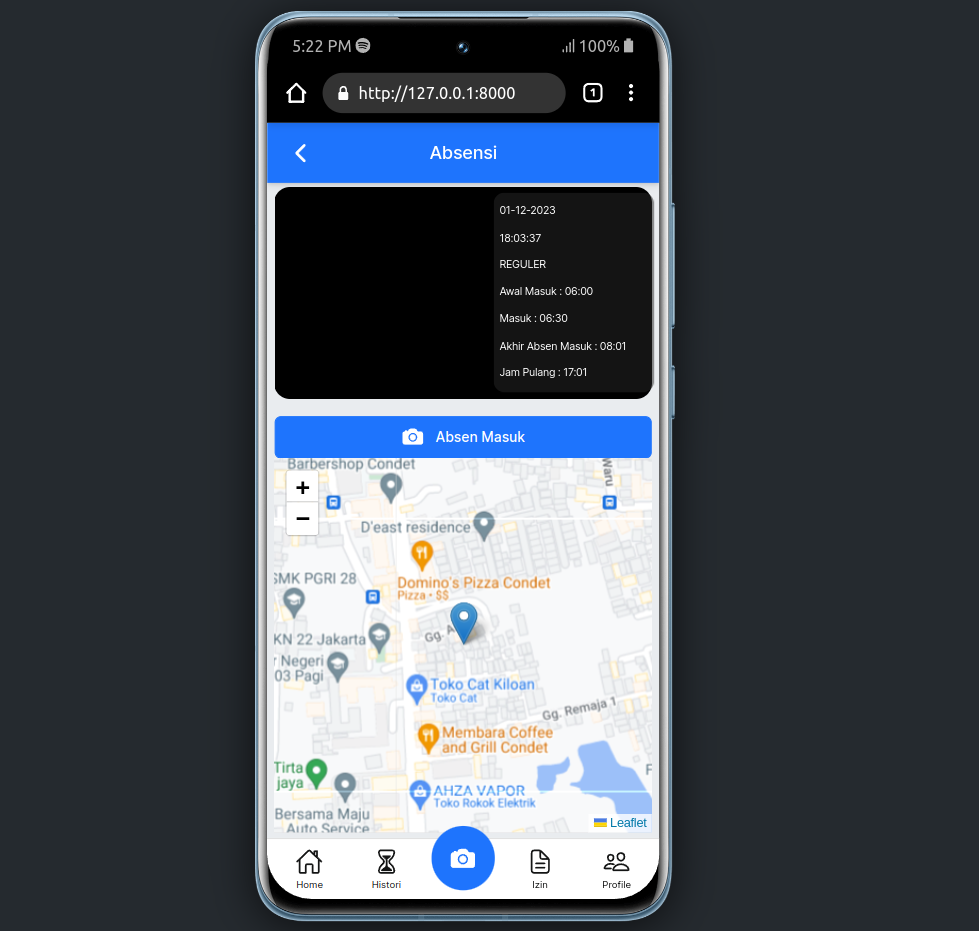 5:22 PM
100%
http://127.0.0.1:8000
1
Absensi
01-12-2023
18:03:37
REGULER
Awal Masuk : 06:00
Masuk : 06:30
Akhir Absen Masuk : 08:01
Jam Pulang : 17:01
Absen Masuk
Barbershop Condet
Waru
+
−
D'east residence
SMK PGRI 28
Domino's Pizza Condet
Pizza • $$
KN 22 Jakarta
Gg.
Negeri
03 Pagi
Toko Cat Kiloan
Toko Cat
Gg. Remaja 1
Membara Coffee
and Grill Condet
Tirta
jaya
AHZA VAPOR
Toko Rokok Elektrik
Bersama Maju
Auto Service
Leaflet
Home
Histori
Izin
Profile